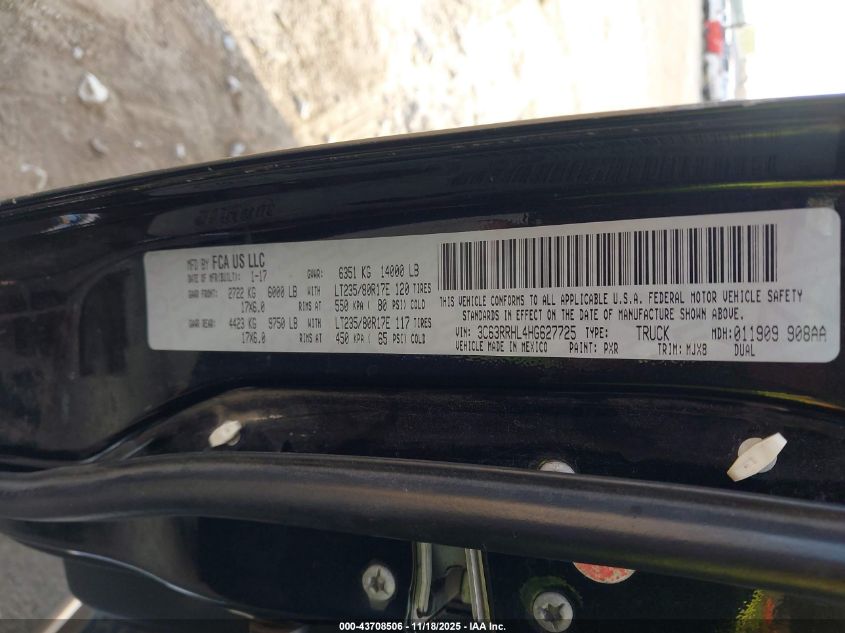 MFD BY FCA US LLC
DATE OF MFR(BUILT): 1-17 GVWR: 6351 KG 14000 LB
GAWR FRONT: 2722 KG 6000 LB WITH LT235/80R17E 120 TIRES
17X6.0 RIMS AT 550 KPA ( 80 PSI) COLD
GAWR REAR: 4423 KG 9750 LB WITH LT235/80R17E 117 TIRES
17X6.0 RIMS AT 450 KPA ( 65 PSI) COLD
THIS VEHICLE CONFORMS TO ALL APPLICABLE U.S.A. FEDERAL MOTOR VEHICLE SAFETY
STANDARDS IN EFFECT ON THE DATE OF MANUFACTURE SHOWN ABOVE.
VIN: 3C63RRHL4HG627725 TYPE: TRUCK MDH: 011909 908AA
VEHICLE MADE IN MEXICO PAINT: PXR TRIM: MJX8 DUAL
000-43708506 - 11/18/2025 - IAA Inc.